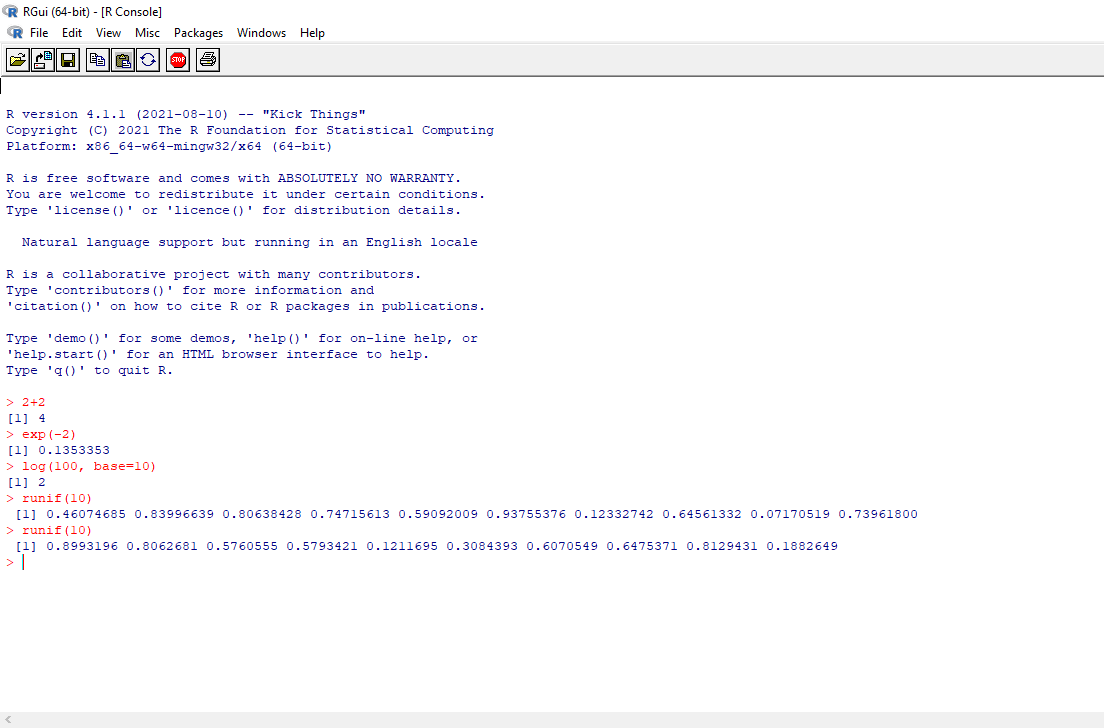 RGui (64-bit) - [R Console]
File Edit View Misc Packages Windows Help
STOP
R version 4.1.1 (2021-08-10) -- "Kick Things"
Copyright (C) 2021 The R Foundation for Statistical Computing
Platform: x86_64-w64-mingw32/x64 (64-bit)
R is free software and comes with ABSOLUTELY NO WARRANTY.
You are welcome to redistribute it under certain conditions.
Type 'license()' or 'licence()' for distribution details.
Natural language support but running in an English locale
R is a collaborative project with many contributors.
Type 'contributors()' for more information and
'citation()' on how to cite R or R packages in publications.
Type 'demo()' for some demos, 'help()' for on-line help, or
'help.start()' for an HTML browser interface to help.
Type 'q()' to quit R.
> 2+2
[1] 4
> exp(-2)
[1] 0.1353353
> log(100, base=10)
[1] 2
> runif(10)
[1] 0.46074685 0.83996639 0.80638428 0.74715613 0.59092009 0.93755376 0.12332742 0.64561332 0.07170519 0.73961800
> runif(10)
[1] 0.8993196 0.8062681 0.5760555 0.5793421 0.1211695 0.3084393 0.6070549 0.6475371 0.8129431 0.1882649
>